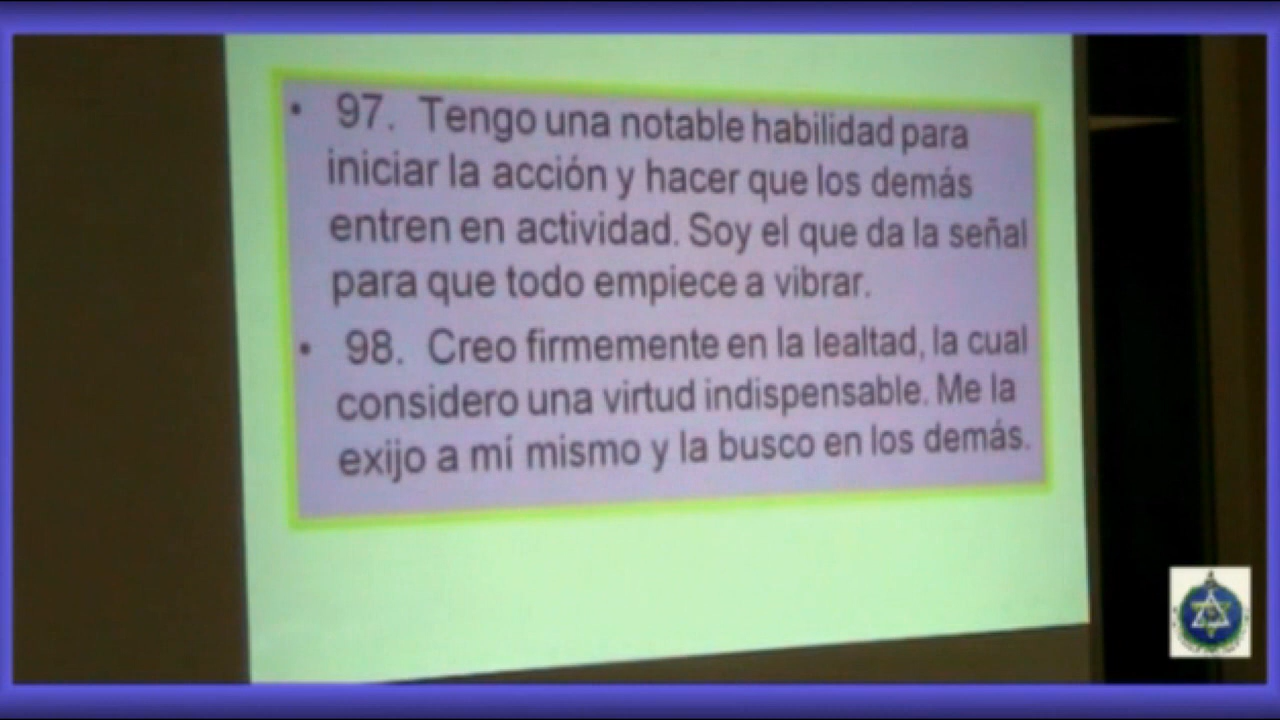 • 97. Tengo una notable habilidad para
iniciar la acción y hacer que los demás
entren en actividad. Soy el que da la señal
para que todo empiece a vibrar.
• 98. Creo firmemente en la lealtad, la cual
considero una virtud indispensable. Me la
exijo a mí mismo y la busco en los demás.